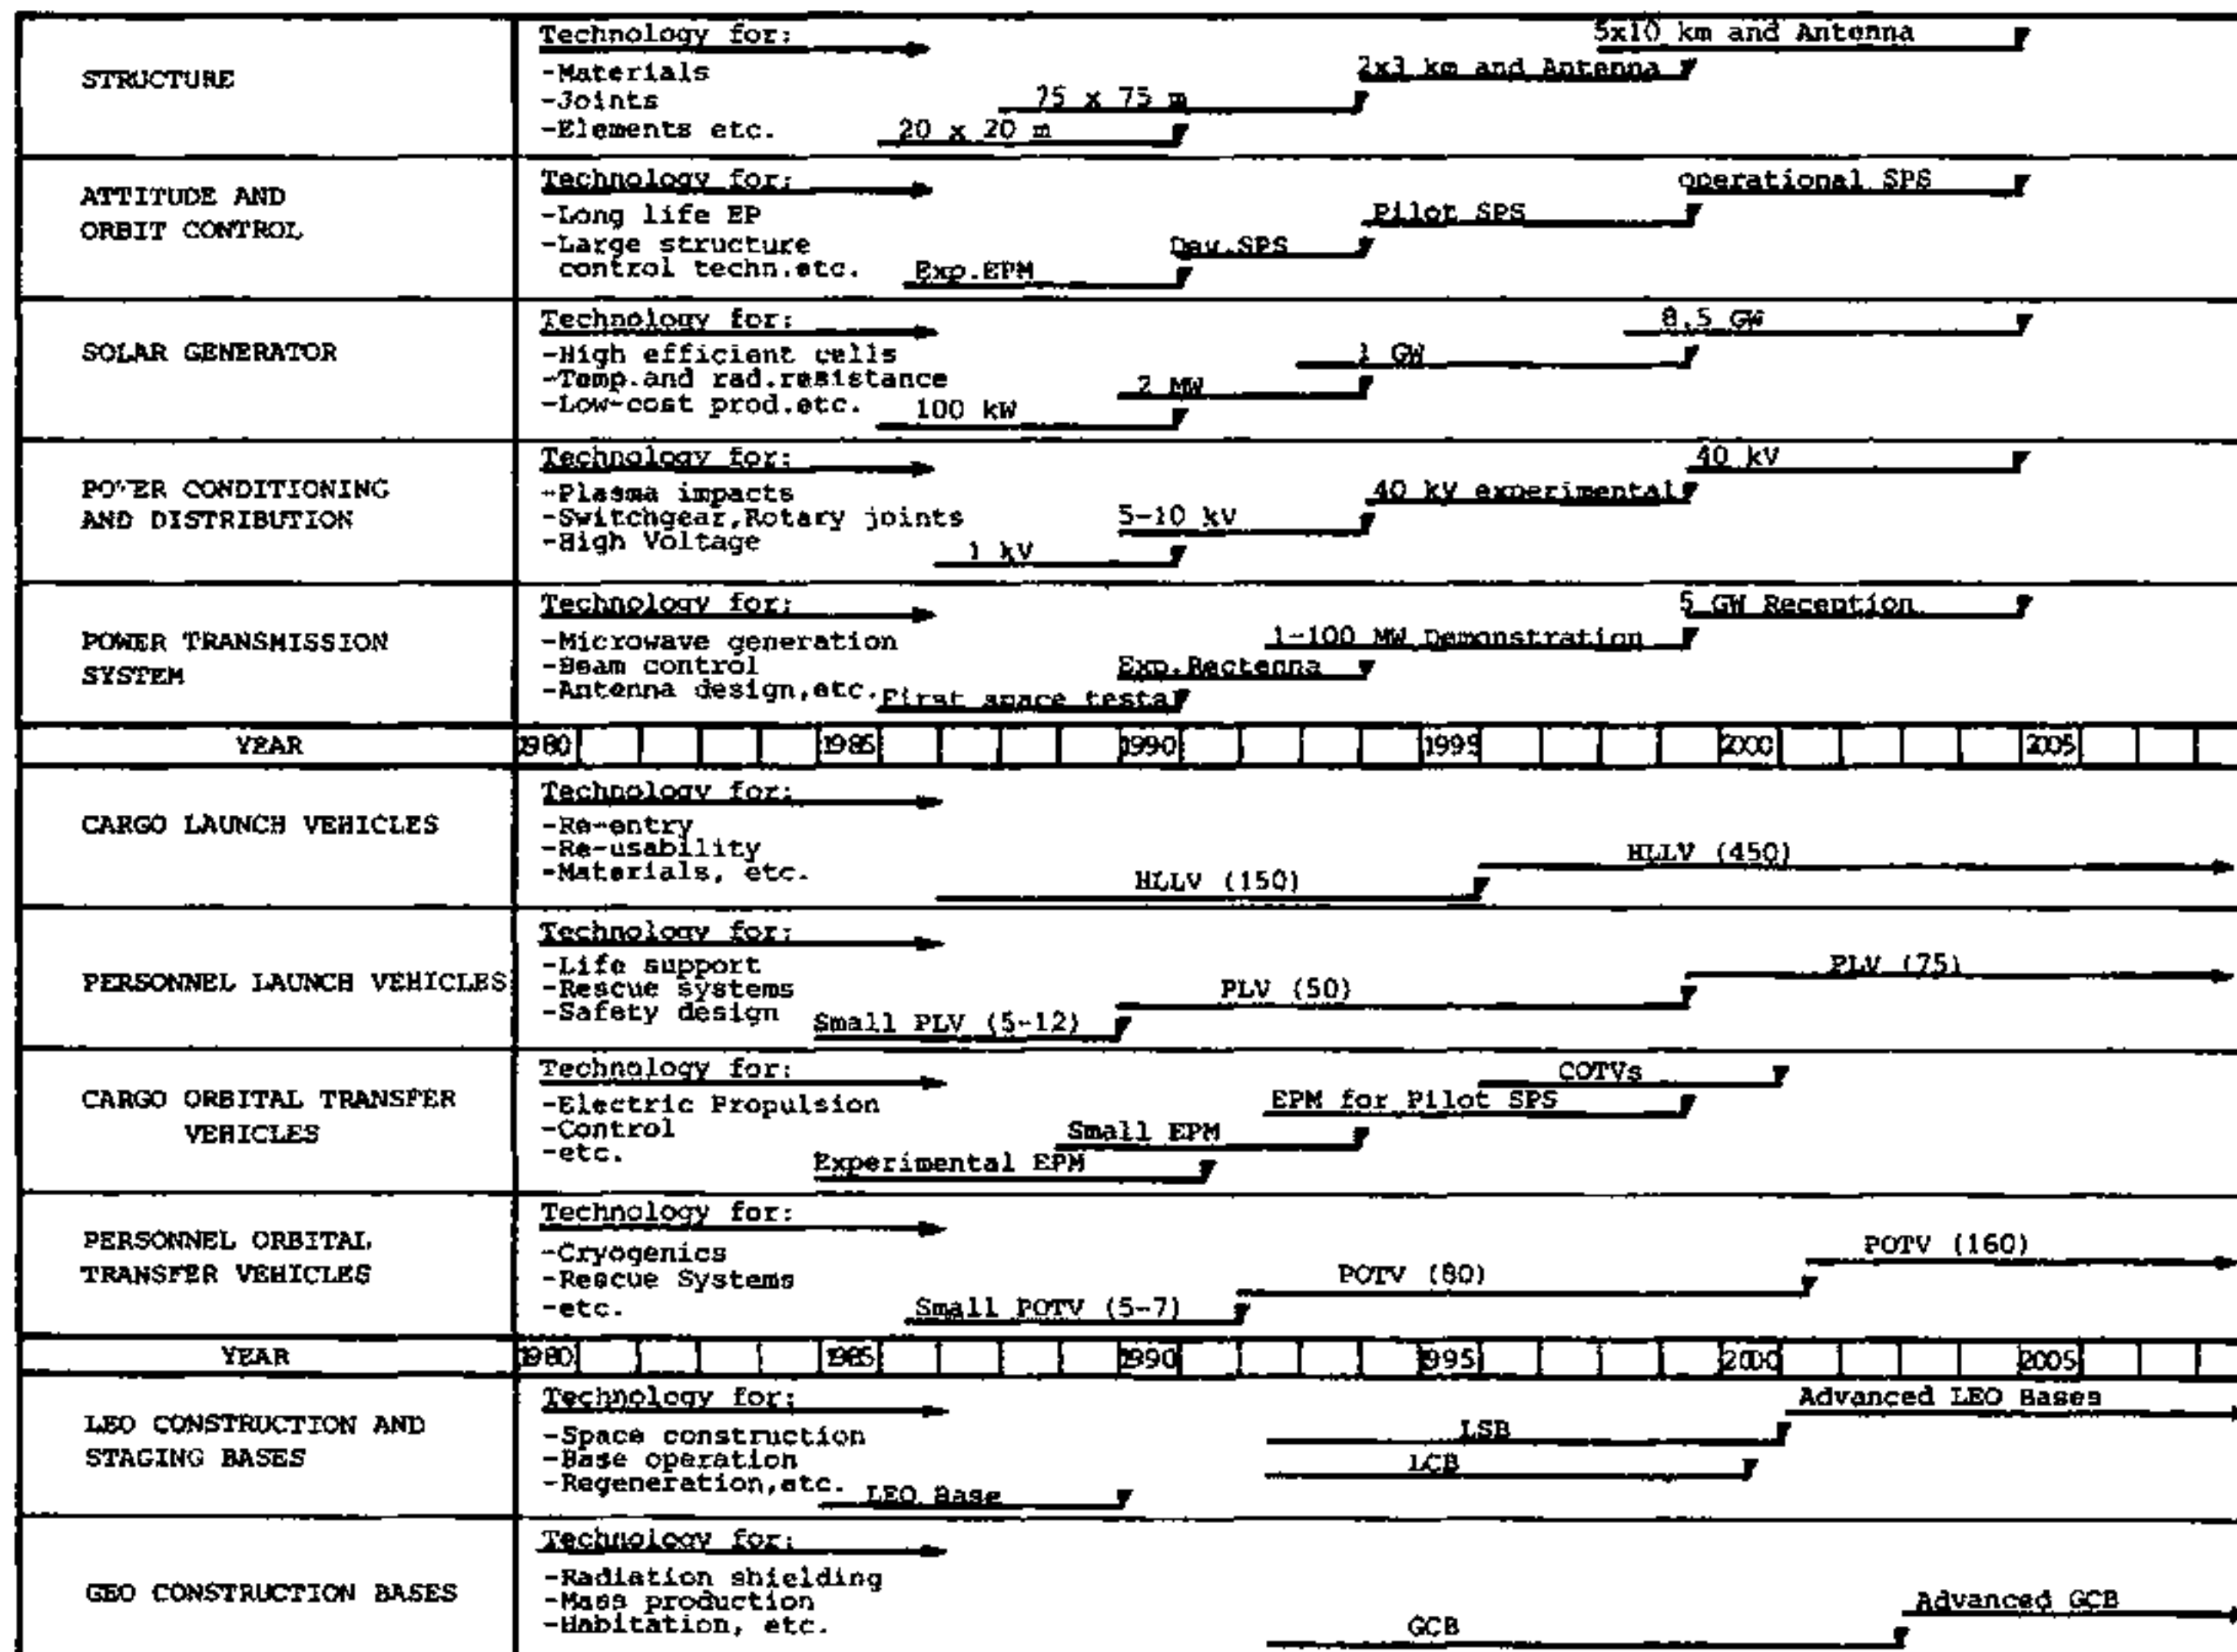 STRUCTURE
Technology for:
-Materials
-Joints
-Elements etc.
20 x 20 m
75 x 75 m
2x3 km and Antenna
5x10 km and Antenna
ATTITUDE AND
ORBIT CONTROL
Technology for:
-Long life EP
-Large structure
control techn.etc.
Exp.EPM
Dev.SPS
Pilot SPS
operational SPS
SOLAR GENERATOR
Technology for:
-High efficient cells
-Temp.and rad.resistance
-Low-cost prod.etc.
100 kW
2 MW
1 GW
8,5 GW
POWER CONDITIONING
AND DISTRIBUTION
Technology for:
-Plasma impacts
-Switchgear,Rotary joints
-High Voltage
1 kV
5-10 kV
40 kV experimental
40 kV
POWER TRANSMISSION
SYSTEM
Technology for:
-Microwave generation
-Beam control
-Antenna design,etc.
First space tests
Exp.Rectenna
1-100 MW Demonstration
5 GW Reception
YEAR 1980 1985 1990 1995 2000 2005
CARGO LAUNCH VEHICLES
Technology for:
-Re-entry
-Re-usability
-Materials, etc.
HLLV (150)
HLLV (450)
PERSONNEL LAUNCH VEHICLES
Technology for:
-Life support
-Rescue systems
-Safety design
Small PLV (5-12)
PLV (50)
PLV (75)
CARGO ORBITAL TRANSFER
VEHICLES
Technology for:
-Electric Propulsion
-Control
-etc.
Experimental EPM
Small EPM
EPM for Pilot SPS
COTVs
PERSONNEL ORBITAL
TRANSFER VEHICLES
Technology for:
-Cryogenics
-Rescue Systems
-etc.
Small POTV (5-7)
POTV (80)
POTV (160)
YEAR 1980 1985 1990 1995 2000 2005
LEO CONSTRUCTION AND
STAGING BASES
Technology for:
-Space construction
-Base operation
-Regeneration,etc.
LEO Base
LCB
LSB
Advanced LEO Bases
GEO CONSTRUCTION BASES
Technology for:
-Radiation shielding
-Mass production
-Habitation, etc.
GCB
Advanced GCB